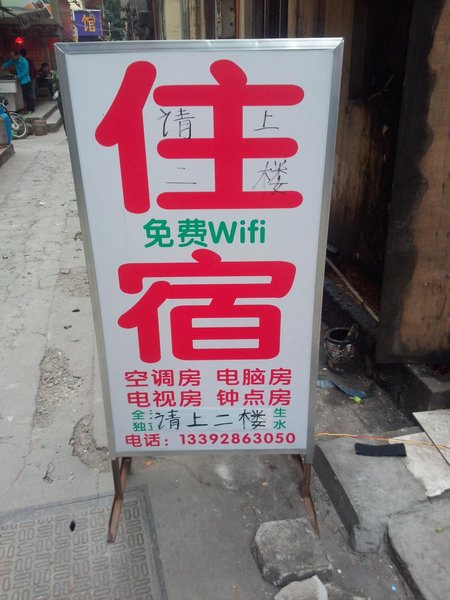 馆
住
请上
二楼
免费Wifi
宿
空调房 电脑房
电视房 钟点房
全
请上二楼
生
独
水
电话：13392863050